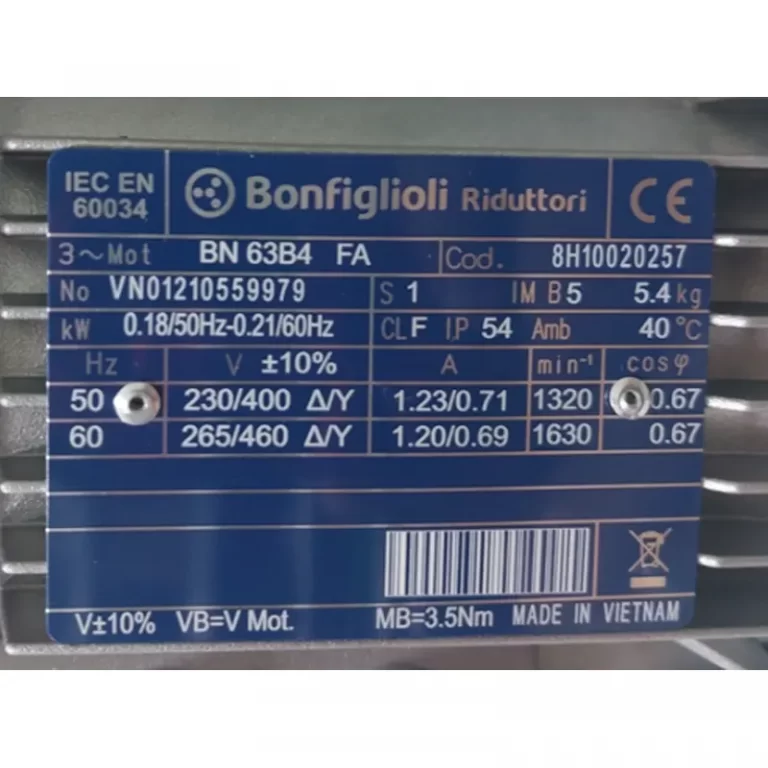 IEC EN
60034
Bonfiglioli Riduttori
CE
3~Mot BN 63B4 FA Cod. 8H10020257
No VN01210559979 S 1 IM B5 5.4 kg
kW 0.18/50Hz-0.21/60Hz CL F IP 54 Amb 40 °C
Hz V ±10% A min⁻¹ cosφ
50 230/400 Δ/Y 1.23/0.71 1320 0.67
60 265/460 Δ/Y 1.20/0.69 1630 0.67
V±10% VB=V Mot. MB=3.5Nm MADE IN VIETNAM